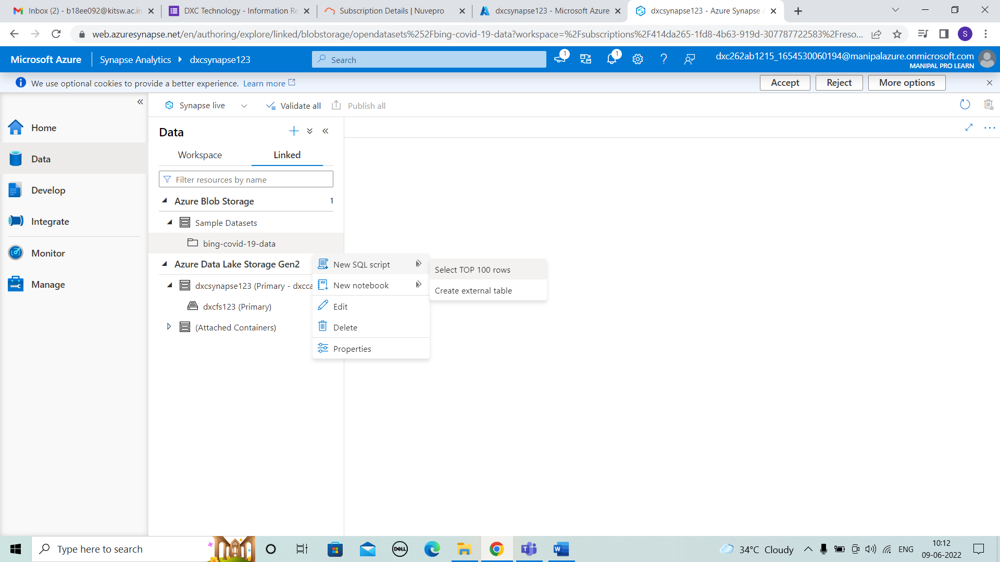 Inbox (2) - b18ee092@kitsw.ac.in
DXC Technology - Information Re
Subscription Details | Nuvepro
dxcsynapse123 - Microsoft Azure
dxcsynapse123 - Azure Synapse A
web.azuresynapse.net/en/authoring/explore/linked/blobstorage/opendatasets%252Fbing-covid-19-data?workspace=%2Fsubscriptions%2F414da265-1fd8-4b63-919d-307787722583%2Freso...
S
Microsoft Azure
Synapse Analytics
dxcsynapse123
Search
1
1
dxc262ab1215_1654530060194@manipalazure.onmicrosoft.com
MANIPAL PRO LEARN
We use optional cookies to provide a better experience. Learn more
Accept
Reject
More options
Synapse live
Validate all
Publish all
Home
Data
Develop
Integrate
Monitor
Manage
Data
Workspace
Linked
Filter resources by name
Azure Blob Storage 1
Sample Datasets
bing-covid-19-data
Azure Data Lake Storage Gen2
dxcsynapse123 (Primary - dxcca
dxcfs123 (Primary)
(Attached Containers)
New SQL script
New notebook
Edit
Delete
Properties
Select TOP 100 rows
Create external table
Type here to search
DELL
34°C Cloudy
ENG
10:12
09-06-2022